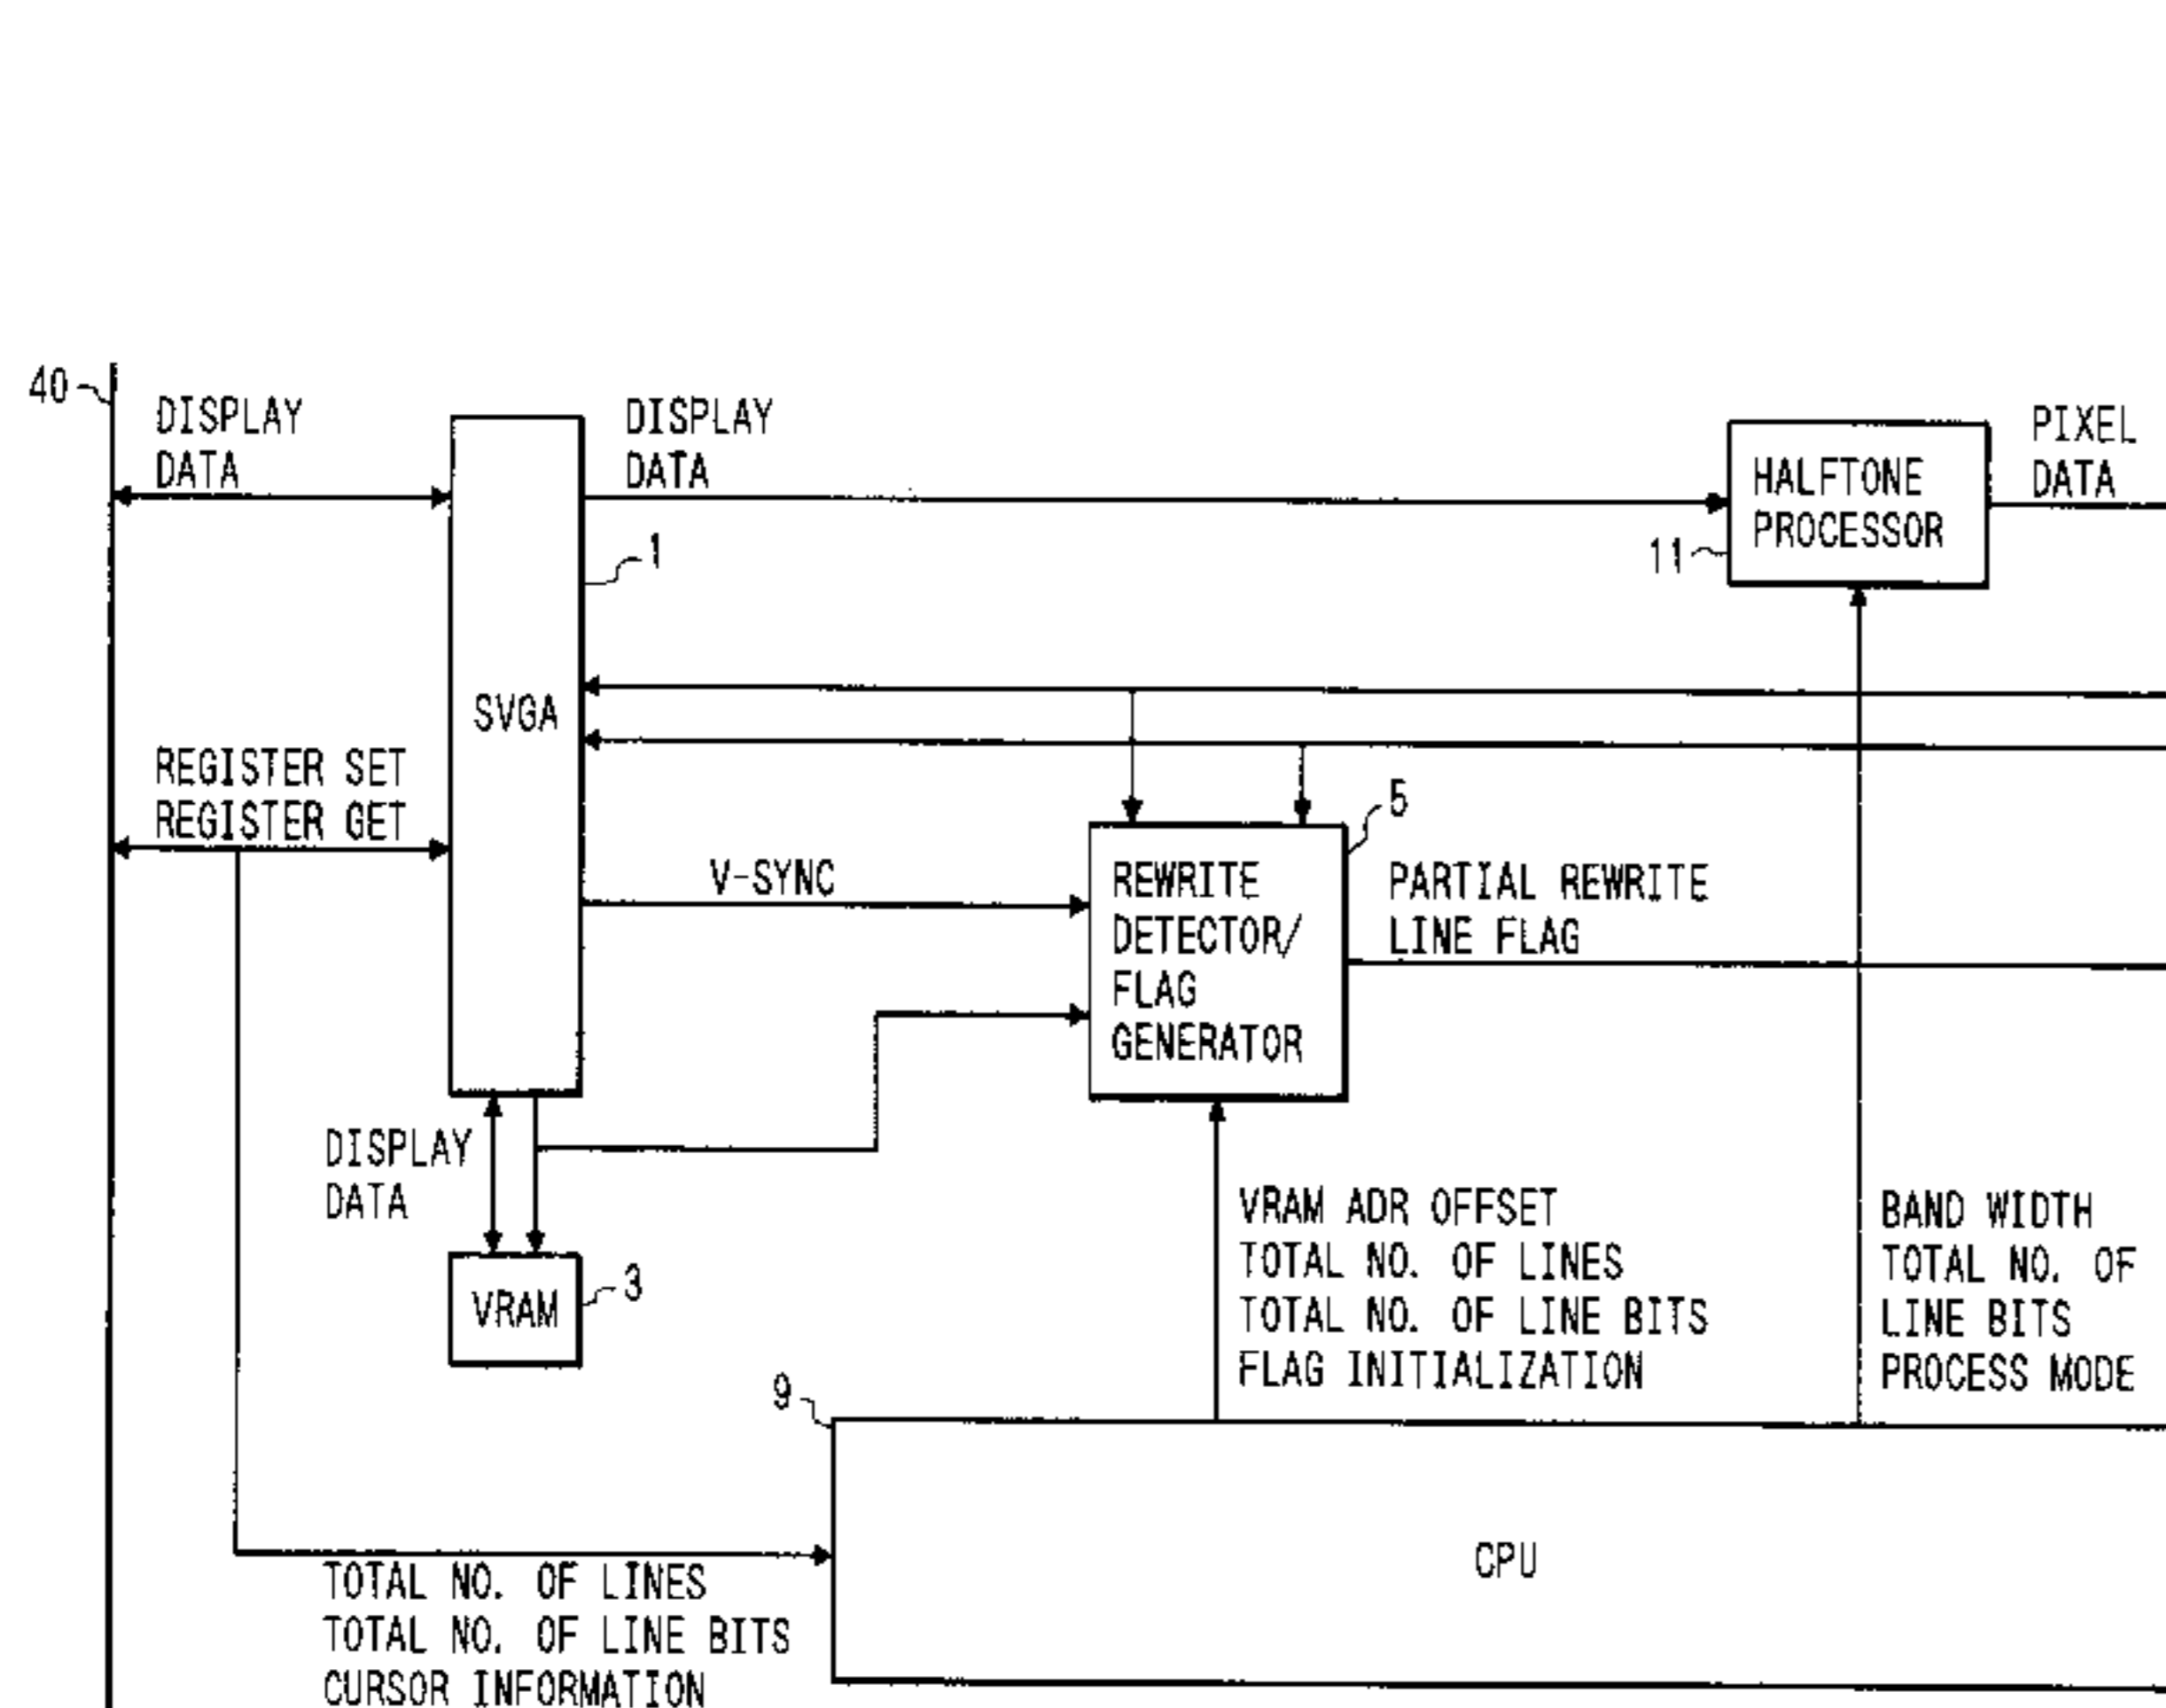 40
DISPLAY
DATA
DISPLAY
DATA
PIXEL
DATA
HALFTONE
PROCESSOR
11
1
SVGA
REGISTER SET
REGISTER GET
5
V-SYNC
REWRITE
DETECTOR/
FLAG
GENERATOR
PARTIAL REWRITE
LINE FLAG
DISPLAY
DATA
VRAM
3
VRAM ADR OFFSET
TOTAL NO. OF LINES
TOTAL NO. OF LINE BITS
FLAG INITIALIZATION
BAND WIDTH
TOTAL NO. OF
LINE BITS
PROCESS MODE
9
CPU
TOTAL NO. OF LINES
TOTAL NO. OF LINE BITS
CURSOR INFORMATION